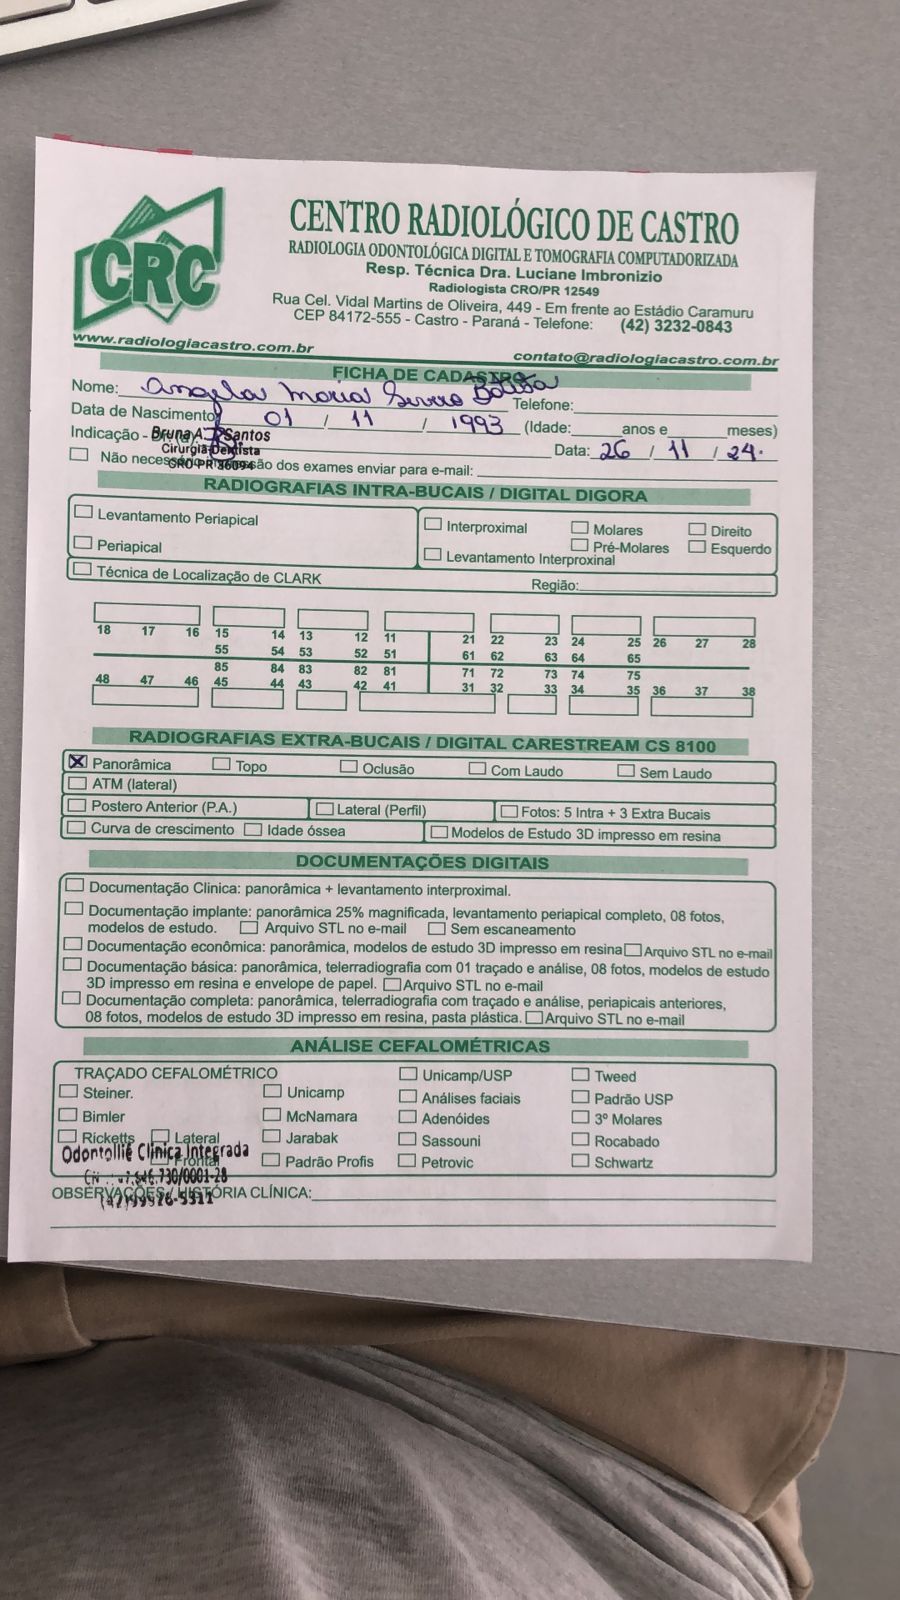 CRC
CENTRO RADIOLÓGICO DE CASTRO
RADIOLOGIA ODONTOLÓGICA DIGITAL E TOMOGRAFIA COMPUTADORIZADA
Resp. Técnica Dra. Luciane Imbronizio
Radiologista CRO/PR 12549
Rua Cel. Vidal Martins de Oliveira, 449 - Em frente ao Estádio Caramuru
CEP 84172-555 - Castro - Paraná - Telefone: (42) 3232-0843
www.radiologiacastro.com.br contato@radiologiacastro.com.br
FICHA DE CADASTRO
Nome: Angela Maria Telefone:
Data de Nascimento 01 / 11 / 1993 (Idade: anos e meses)
Indicação - Bruna A. Santos Data: 26 / 11 / 24.
Cirurgiã-Dentista
CRO-PR 36094
Não necessário dos exames enviar para e-mail:
RADIOGRAFIAS INTRA-BUCAIS / DIGITAL DIGORA
Levantamento Periapical Interproximal Molares Direito
Periapical Levantamento Interproximal Pré-Molares Esquerdo
Técnica de Localização de CLARK Região:
18 17 16 15 14 13 12 11 21 22 23 24 25 26 27 28
55 54 53 52 51 61 62 63 64 65
85 84 83 82 81 71 72 73 74 75
48 47 46 45 44 43 42 41 31 32 33 34 35 36 37 38
RADIOGRAFIAS EXTRA-BUCAIS / DIGITAL CARESTREAM CS 8100
X Panorâmica Topo Oclusão Com Laudo Sem Laudo
ATM (lateral)
Postero Anterior (P.A.) Lateral (Perfil) Fotos: 5 Intra + 3 Extra Bucais
Curva de crescimento Idade óssea Modelos de Estudo 3D impresso em resina
DOCUMENTAÇÕES DIGITAIS
Documentação Clinica: panorâmica + levantamento interproximal.
Documentação implante: panorâmica 25% magnificada, levantamento periapical completo, 08 fotos,
modelos de estudo. Arquivo STL no e-mail Sem escaneamento
Documentação econômica: panorâmica, modelos de estudo 3D impresso em resina Arquivo STL no e-mail
Documentação básica: panorâmica, telerradiografia com 01 traçado e análise, 08 fotos, modelos de estudo
3D impresso em resina e envelope de papel. Arquivo STL no e-mail
Documentação completa: panorâmica, telerradiografia com traçado e análise, periapicais anteriores,
08 fotos, modelos de estudo 3D impresso em resina, pasta plástica. Arquivo STL no e-mail
ANÁLISE CEFALOMÉTRICAS
TRAÇADO CEFALOMÉTRICO Unicamp/USP Tweed
Steiner. Unicamp Análises faciais Padrão USP
Bimler McNamara Adenóides 3º Molares
Ricketts Lateral Jarabak Sassouni Rocabado
Frontal Padrão Profis Petrovic Schwartz
Odontollié Clínica Integrada
OBSERVAÇÕES / HISTÓRIA CLÍNICA: